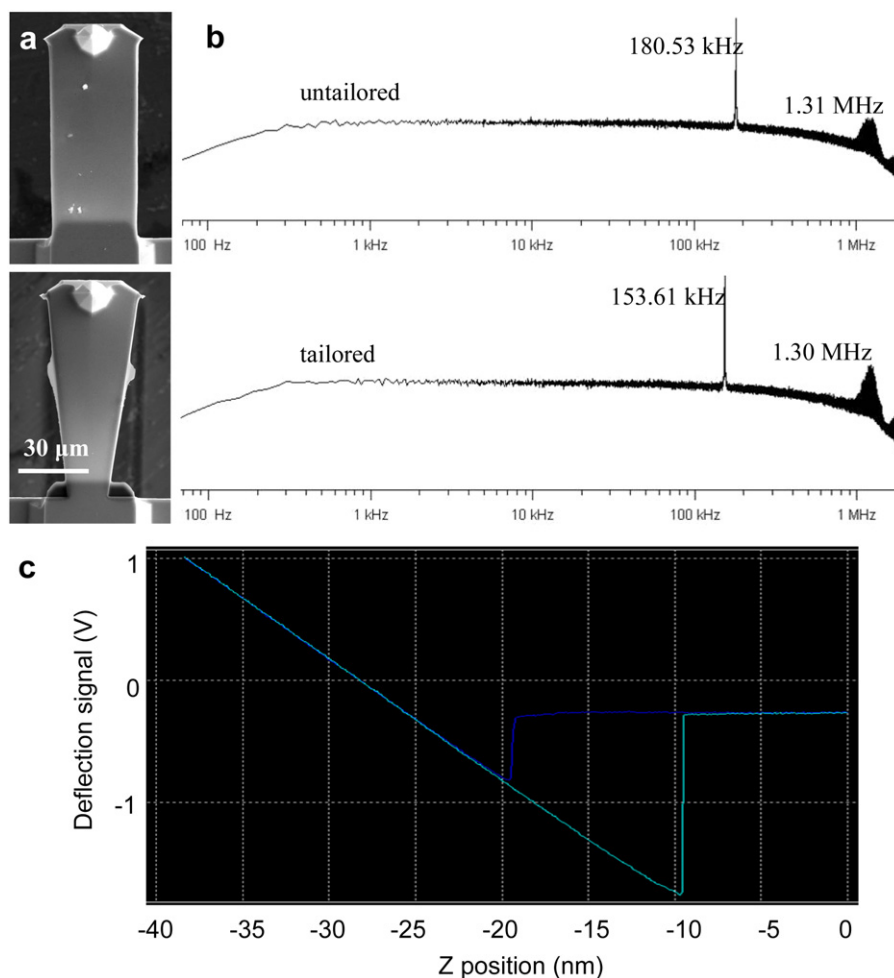 a
b
180.53 kHz
untailored
1.31 MHz
100 Hz
1 kHz
10 kHz
100 kHz
1 MHz
153.61 kHz
tailored
1.30 MHz
30 µm
100 Hz
1 kHz
10 kHz
100 kHz
1 MHz
c
1
0
-1
Deflection signal (V)
-40 -35 -30 -25 -20 -15 -10 -5 0
Z position (nm)